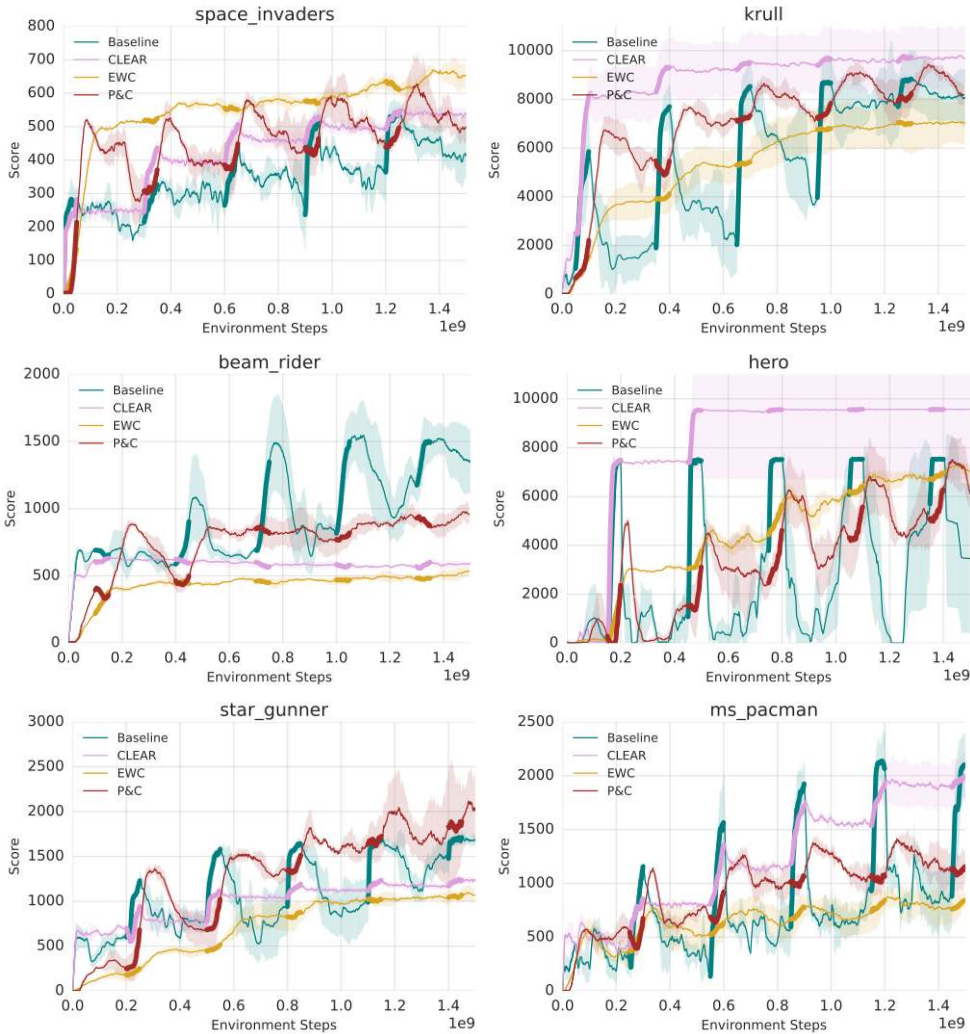 space_invaders
800
700
600
500
400
300
200
100
0
Score
Baseline
CLEAR
EWC
P&C
0.0 0.2 0.4 0.6 0.8 1.0 1.2 1.4
Environment Steps
1e9
krull
10000
8000
6000
4000
2000
0
Score
Baseline
CLEAR
EWC
P&C
0.0 0.2 0.4 0.6 0.8 1.0 1.2 1.4
Environment Steps
1e9
beam_rider
2000
1500
1000
500
0
Score
Baseline
CLEAR
EWC
P&C
0.0 0.2 0.4 0.6 0.8 1.0 1.2 1.4
Environment Steps
1e9
hero
10000
8000
6000
4000
2000
0
Score
Baseline
CLEAR
EWC
P&C
0.0 0.2 0.4 0.6 0.8 1.0 1.2 1.4
Environment Steps
1e9
star_gunner
3000
2500
2000
1500
1000
500
0
Score
Baseline
CLEAR
EWC
P&C
0.0 0.2 0.4 0.6 0.8 1.0 1.2 1.4
Environment Steps
1e9
ms_pacman
2500
2000
1500
1000
500
0
Score
Baseline
CLEAR
EWC
P&C
0.0 0.2 0.4 0.6 0.8 1.0 1.2 1.4
Environment Steps
1e9